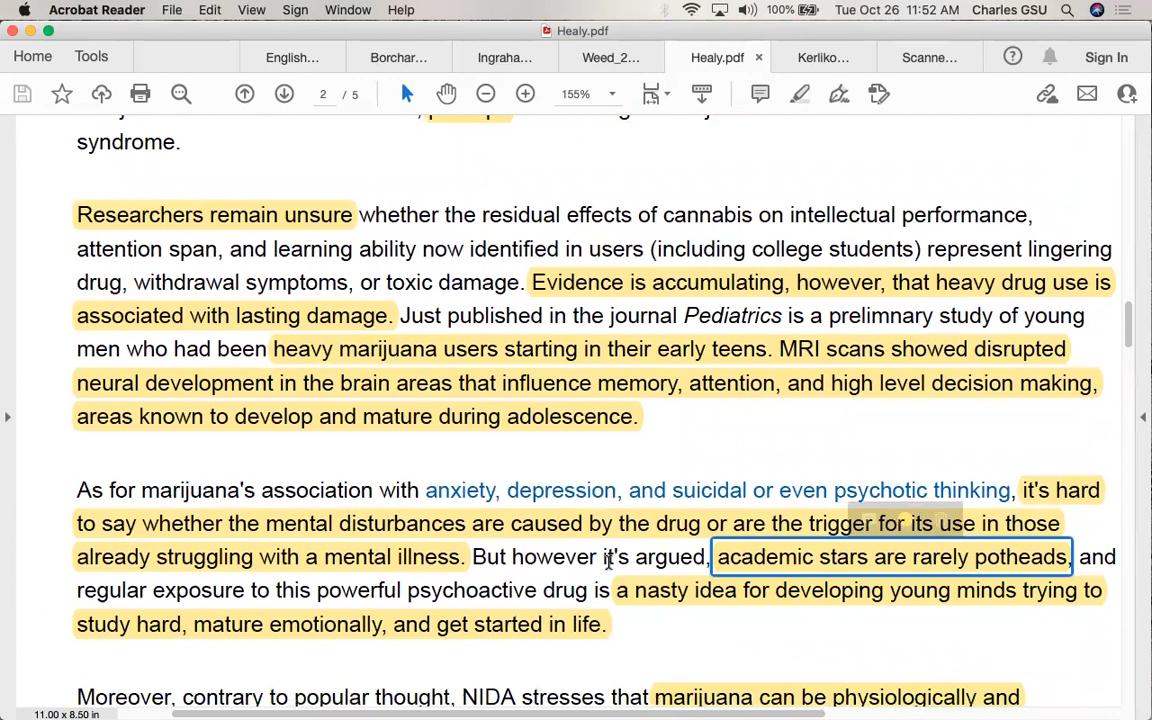 Acrobat Reader File Edit View Sign Window Help 100% Tue Oct 26 11:52 AM Charles GSU
Healy.pdf
Home Tools English... Borchar... Ingraha... Weed_2... Healy.pdf × Kerliko... Scanne... Sign In
2 / 5 155%
syndrome.
Researchers remain unsure whether the residual effects of cannabis on intellectual performance,
attention span, and learning ability now identified in users (including college students) represent lingering
drug, withdrawal symptoms, or toxic damage. Evidence is accumulating, however, that heavy drug use is
associated with lasting damage. Just published in the journal Pediatrics is a prelimnary study of young
men who had been heavy marijuana users starting in their early teens. MRI scans showed disrupted
neural development in the brain areas that influence memory, attention, and high level decision making,
areas known to develop and mature during adolescence.
As for marijuana's association with anxiety, depression, and suicidal or even psychotic thinking, it's hard
to say whether the mental disturbances are caused by the drug or are the trigger for its use in those
already struggling with a mental illness. But however it's argued, academic stars are rarely potheads, and
regular exposure to this powerful psychoactive drug is a nasty idea for developing young minds trying to
study hard, mature emotionally, and get started in life.
Moreover, contrary to popular thought, NIDA stresses that marijuana can be physiologically and
11.00 x 8.50 in